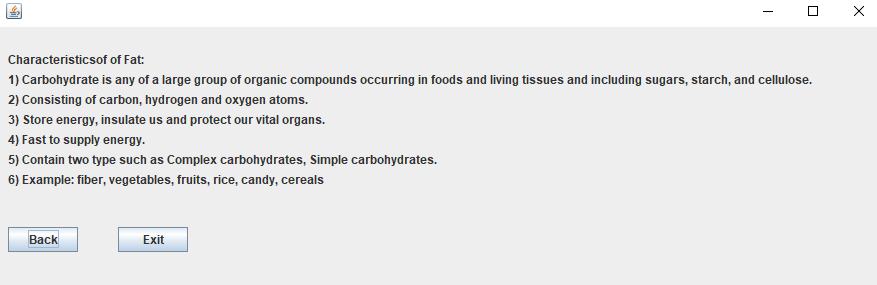 Characteristicsof of Fat:
1) Carbohydrate is any of a large group of organic compounds occurring in foods and living tissues and including sugars, starch, and cellulose.
2) Consisting of carbon, hydrogen and oxygen atoms.
3) Store energy, insulate us and protect our vital organs.
4) Fast to supply energy.
5) Contain two type such as Complex carbohydrates, Simple carbohydrates.
6) Example: fiber, vegetables, fruits, rice, candy, cereals
Back Exit